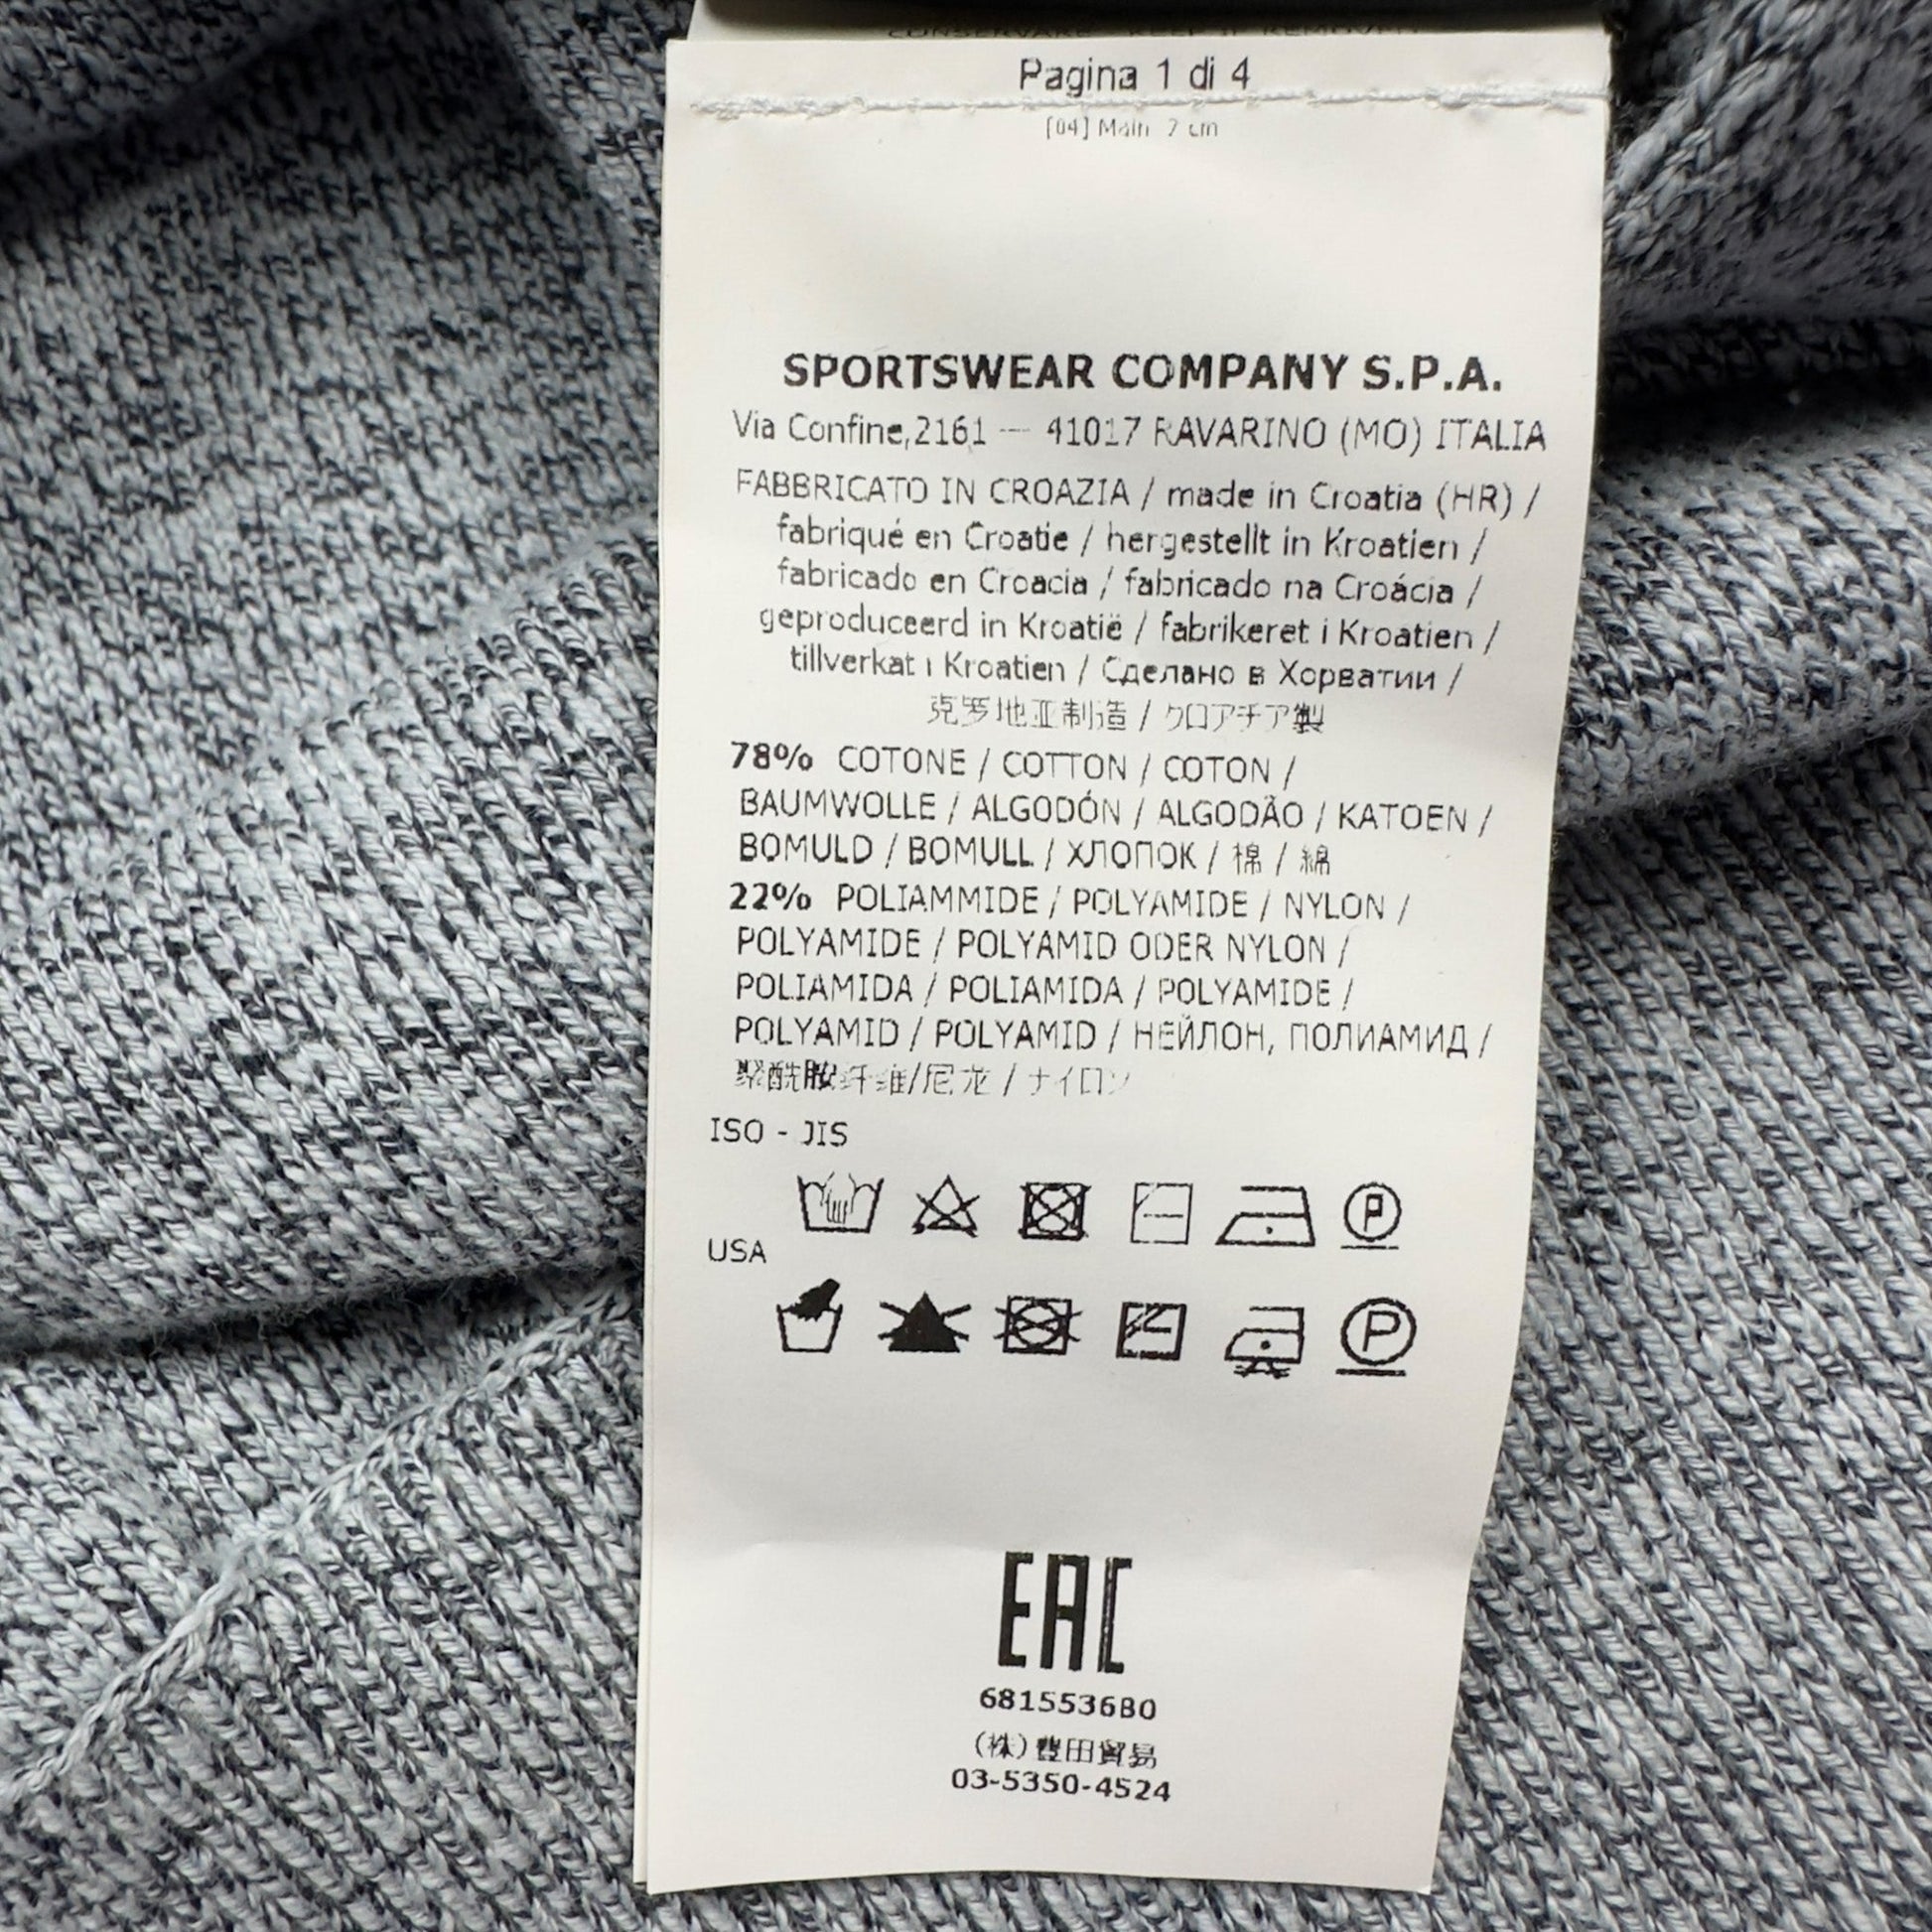 Pagina 1 di 4
SPORTSWEAR COMPANY S.P.A.
Via Confine,2161 — 41017 RAVARINO (MO) ITALIA
FABBRICATO IN CROAZIA / made in Croatia (HR) /
fabriqué en Croatie / hergestellt in Kroatien /
fabricado en Croacia / fabricado na Croácia /
geproduceerd in Kroatië / fabrikeret i Kroatien /
tillverkat i Kroatien / Сделано в Хорватии /
克罗地亚制造 / クロアチア製
78% COTONE / COTTON / COTON /
BAUMWOLLE / ALGODÓN / ALGODÃO / KATOEN /
BOMULD / BOMULL / ХЛОПОК / 棉 / 綿
22% POLIAMMIDE / POLYAMIDE / NYLON /
POLYAMIDE / POLYAMID ODER NYLON /
POLIAMIDA / POLIAMIDA / POLYAMIDE /
POLYAMID / POLYAMID / НЕЙЛОН, ПОЛИАМИД /
聚酰胺纤维/尼龙 / ナイロン
ISO - JIS
P
USA
P
EAC
6815536B0
(株)豊田貿易
03-5350-4524